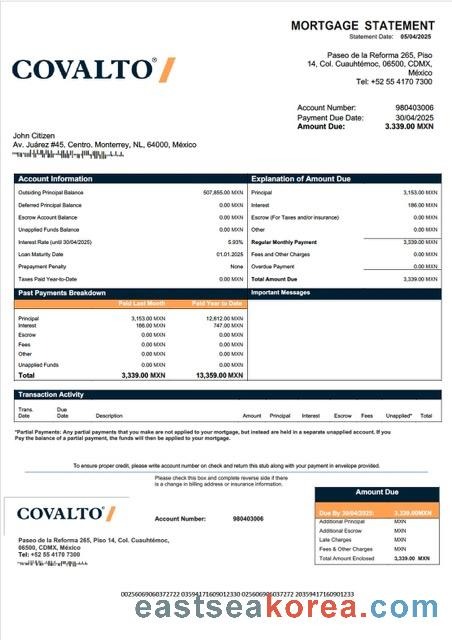 MORTGAGE STATEMENT
Statement Date: 05/04/2025
COVALTO®
Paseo de la Reforma 265, Piso
14, Col. Cuauhtémoc, 06500, CDMX,
México
Tel: +52 55 4170 7300
Account Number: 980403006
Payment Due Date: 30/04/2025
Amount Due: 3.339.00 MXN
John Citizen
Av. Juárez #45, Centro, Monterrey, NL, 64000, México
Account Information
Outsiding Principal Balance 507,855.00 MXN
Deferred Principal Balance 0.00 MXN
Escrow Account Balance 0.00 MXN
Unapplied Funds Balance 0.00 MXN
Interest Rate (until 30/04/2025) 5.93%
Loan Maturity Date 01.01.2025
Prepayment Penalty None
Taxes Paid Year-to-Date 0.00 MXN
Explanation of Amount Due
Principal 3,153.00 MXN
Interest 186.00 MXN
Escrow (For Taxes and/or insurance) 0.00 MXN
Other 0.00 MXN
Regular Monthly Payment 3,339.00 MXN
Fees and Other Charges 0.00 MXN
Overdue Payment 0.00 MXN
Total Amount Due 3,339.00 MXN
Past Payments Breakdown
Paid Last Month Paid Year to Date
Principal 3,153.00 MXN 12,612.00 MXN
Interest 186.00 MXN 747.00 MXN
Escrow 0.00 MXN 0.00 MXN
Fees 0.00 MXN 0.00 MXN
Other 0.00 MXN 0.00 MXN
Unapplied Funds 0.00 MXN 0.00 MXN
Total 3,339.00 MXN 13,359.00 MXN
Important Messages
Transaction Activity
Trans. Date Due Date Description Amount Principal Interest Escrow Fees Unapplied* Total
*Partial Payments: Any partial payments that you make are not applied to your mortgage, but instead are held in a separate unapplied account. If you
Pay the balance of a partial payment, the funds will then be applied to your mortgage.
To ensure proper credit, please write account number on check and return this stub along with your payment in envelope provided.
Please check this box and complete reverse side if there
is a change in billing address or insurance information.
COVALTO®
Account Number: 980403006
Paseo de la Reforma 265, Piso 14, Col. Cuauhtémoc,
06500, CDMX, México
Tel: +52 55 4170 7300
Amount Due
Due By 30/04/2025: 3,339.00MXN
Additional Principal MXN
Additional Escrow MXN
Late Charges MXN
Fees & Other Charges MXN
Total Amount Enclosed 3,339.00 MXN
eastseakorea.com